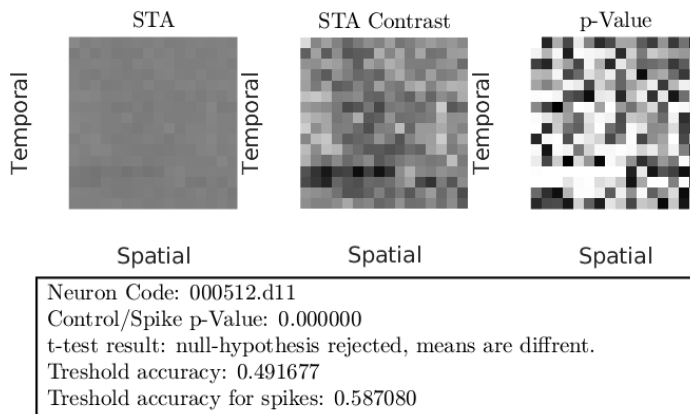 STA
STA Contrast
p-Value
Temporal
Temporal
Temporal
Spatial
Spatial
Spatial
Neuron Code: 000512.d11
Control/Spike p-Value: 0.000000
t-test result: null-hypothesis rejected, means are diffrent.
Treshold accuracy: 0.491677
Treshold accuracy for spikes: 0.587080